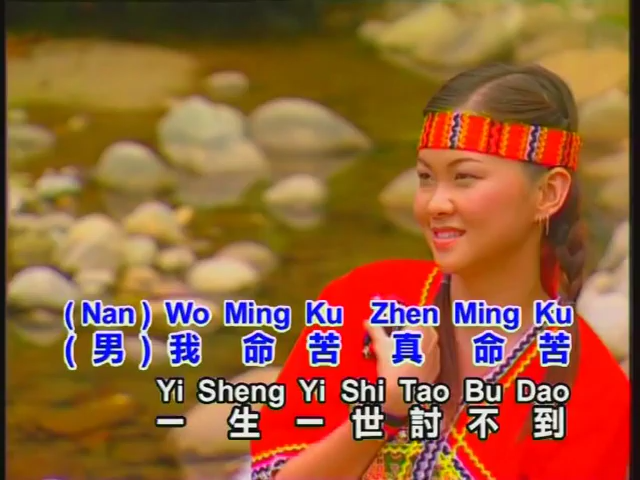 (Nan) Wo Ming Ku Zhen Ming Ku
(男) 我 命 苦 真 命 苦
Yi Sheng Yi Shi Tao Bu Dao
一 生 一 世 討 不 到